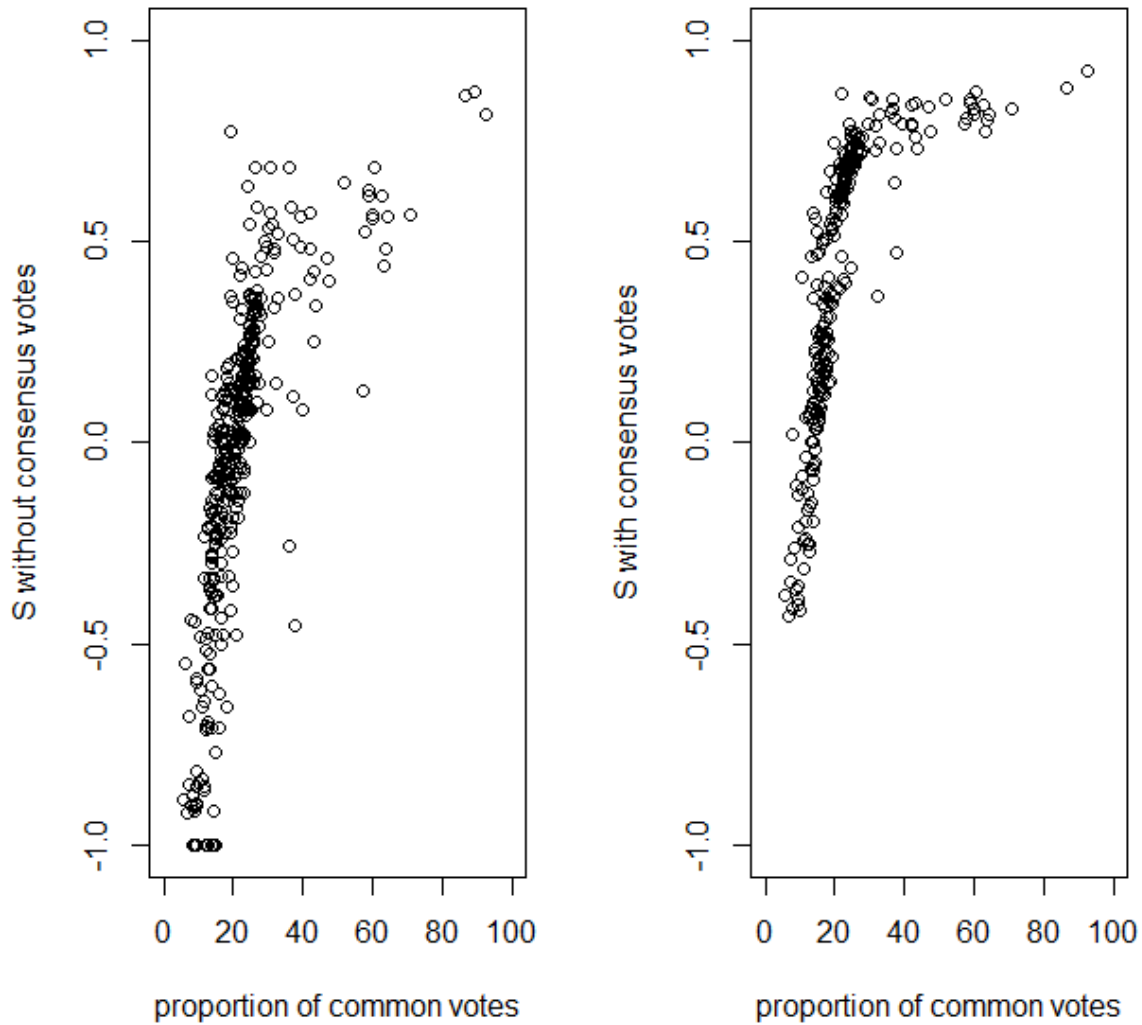 S without consensus votes
1.0
0.5
0.0
-0.5
-1.0
0 20 40 60 80 100
proportion of common votes
S with consensus votes
1.0
0.5
0.0
-0.5
-1.0
0 20 40 60 80 100
proportion of common votes